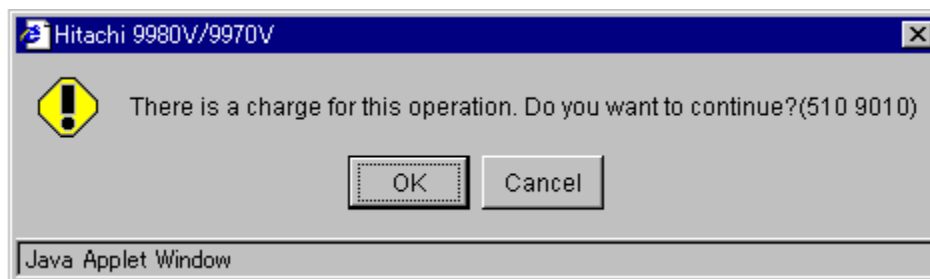 Hitachi 9980V/9970V
There is a charge for this operation. Do you want to continue?(510 9010)
OK Cancel
Java Applet Window